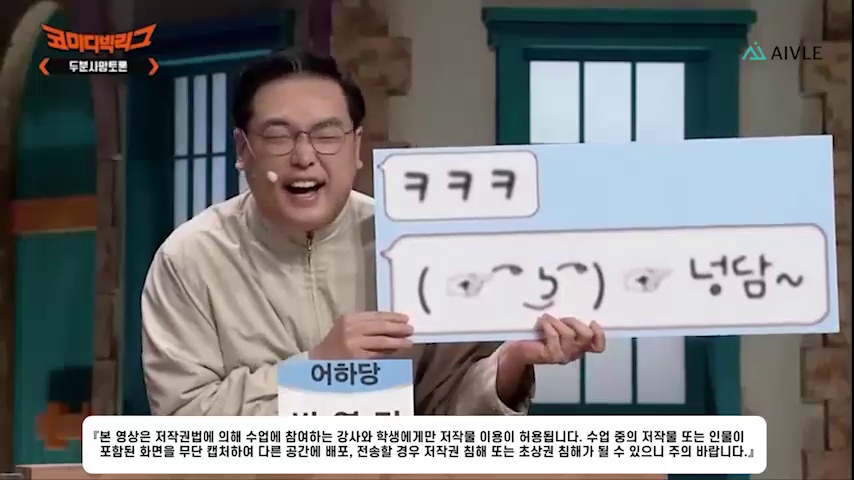 코미디빅리그
두분사망토론
AIVLE
ㅋㅋㅋ
( ͡° ͜ʖ ͡°) 넝담~
어하당
『본 영상은 저작권법에 의해 수업에 참여하는 강사와 학생에게만 저작물 이용이 허용됩니다. 수업 중의 저작물 또는 인물이
포함된 화면을 무단 캡처하여 다른 공간에 배포, 전송할 경우 저작권 침해 또는 초상권 침해가 될 수 있으니 주의 바랍니다.』